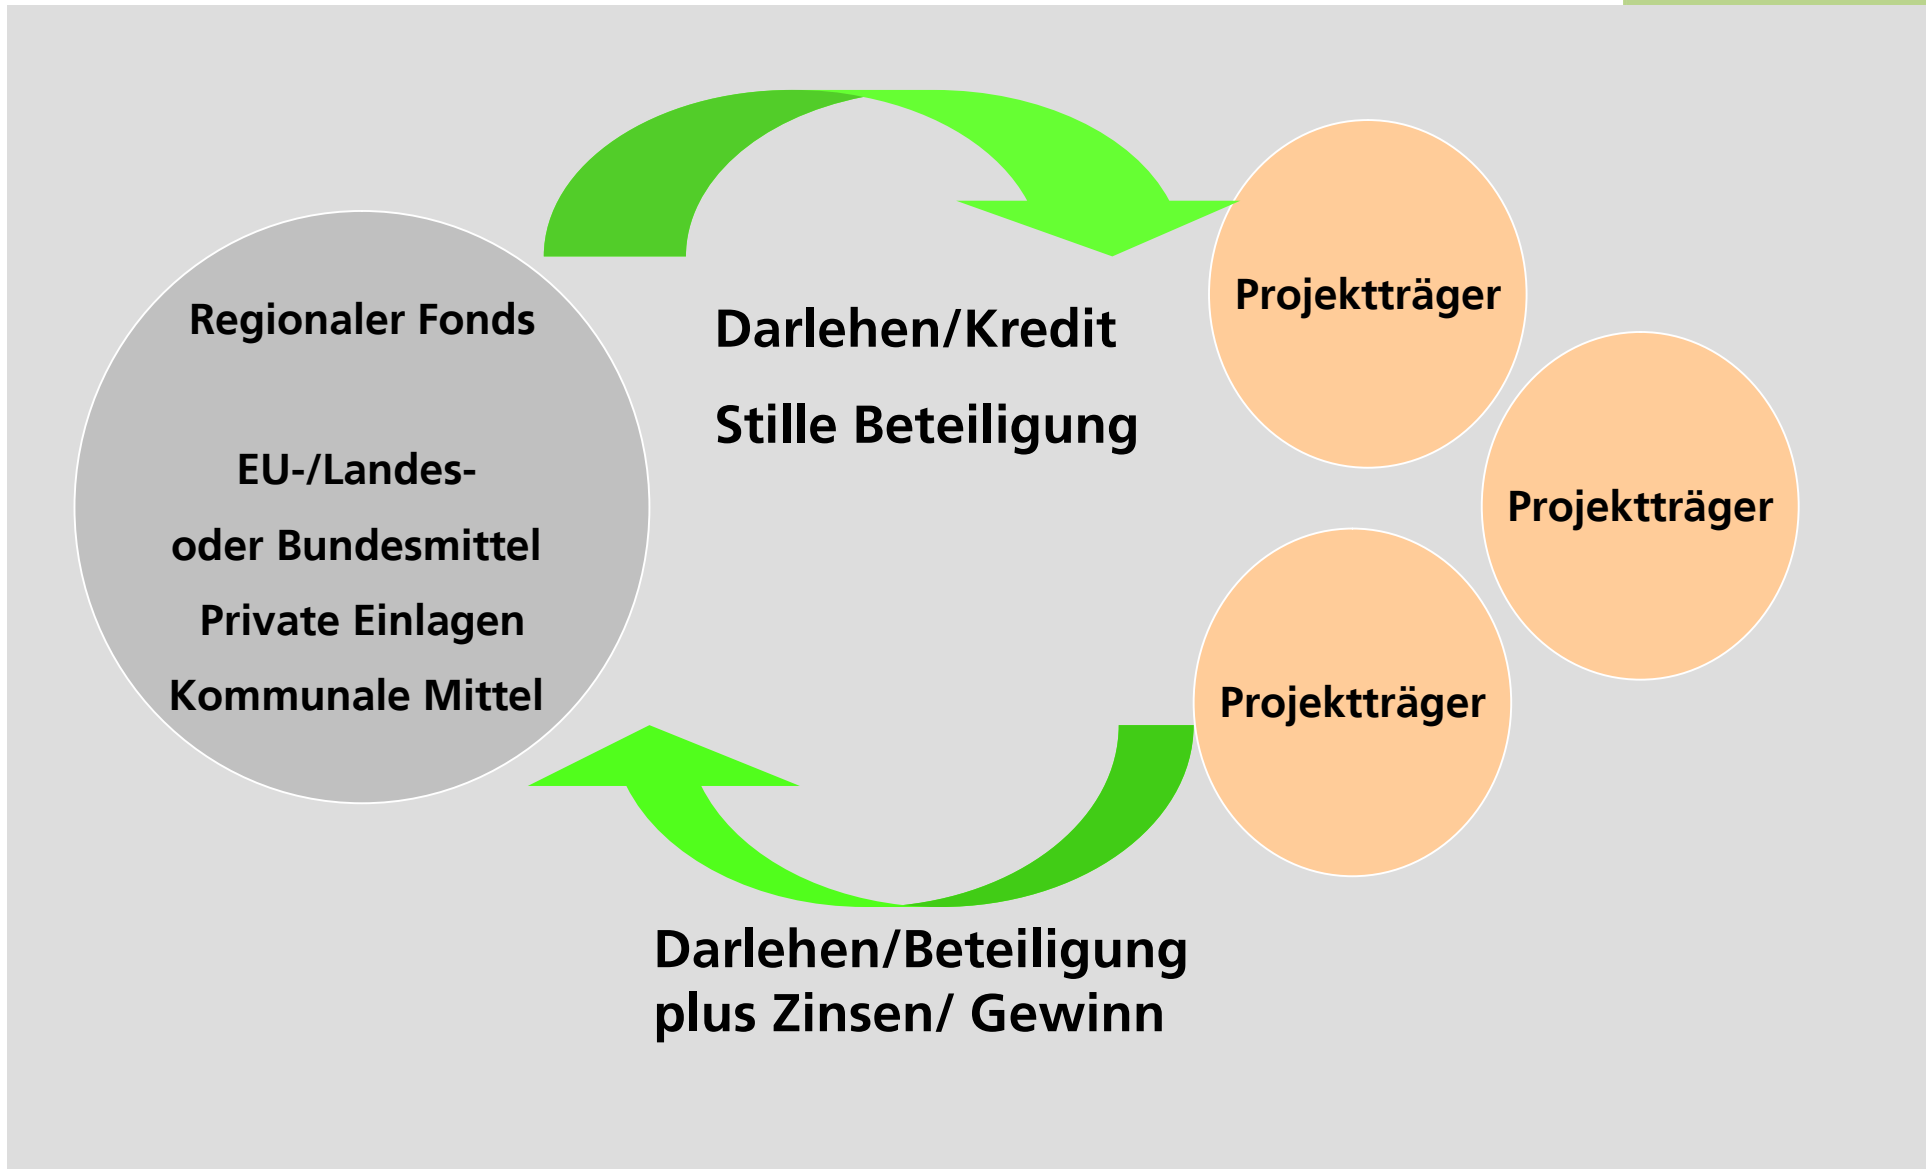 Regionaler Fonds
EU-/Landes-
oder Bundesmittel
Private Einlagen
Kommunale Mittel
Darlehen/Kredit
Stille Beteiligung
Projektträger
Projektträger
Projektträger
Darlehen/Beteiligung
plus Zinsen/ Gewinn